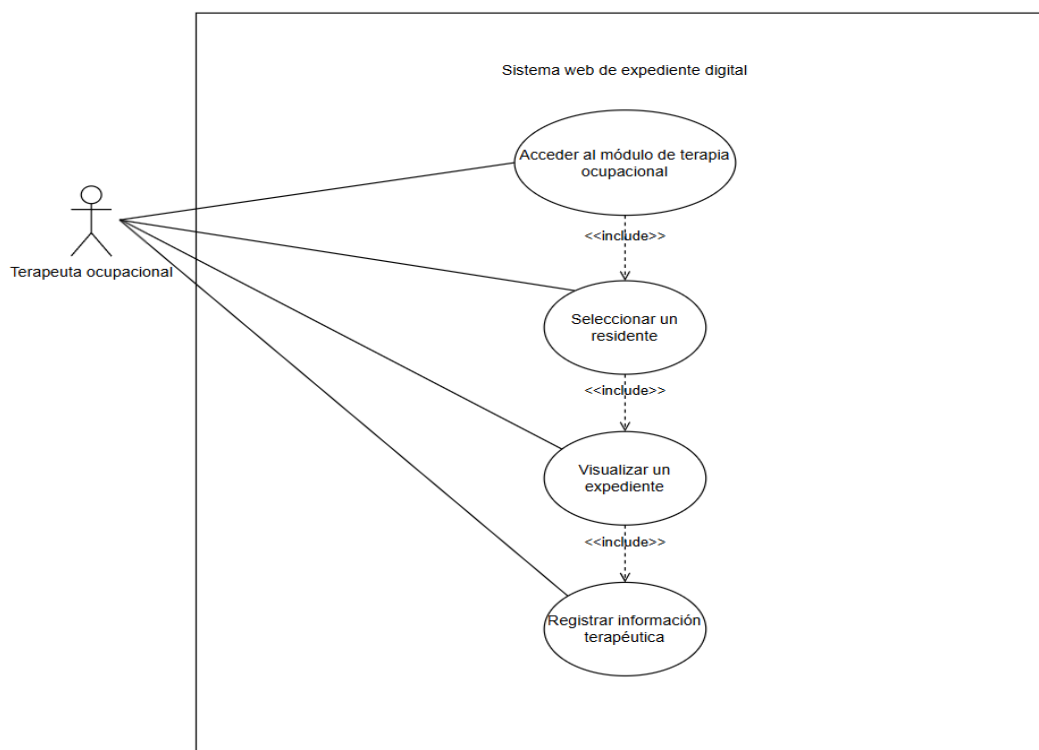 Sistema web de expediente digital
Acceder al módulo de terapia
ocupacional
<<include>>
Terapeuta ocupacional
Seleccionar un
residente
<<include>>
Visualizar un
expediente
<<include>>
Registrar información
terapéutica